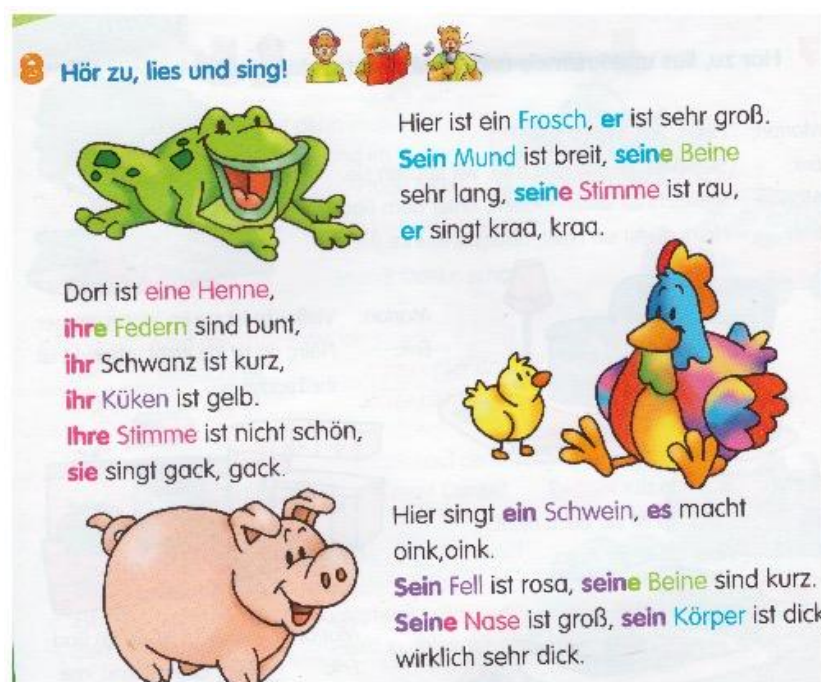 8 Hör zu, lies und sing!
Hier ist ein Frosch, er ist sehr groß.
Sein Mund ist breit, seine Beine
sehr lang, seine Stimme ist rau,
er singt kraa, kraa.
Dort ist eine Henne,
ihre Federn sind bunt,
ihr Schwanz ist kurz,
ihr Küken ist gelb.
Ihre Stimme ist nicht schön,
sie singt gack, gack.
Hier singt ein Schwein, es macht
oink,oink.
Sein Fell ist rosa, seine Beine sind kurz.
Seine Nase ist groß, sein Körper ist dick
wirklich sehr dick.